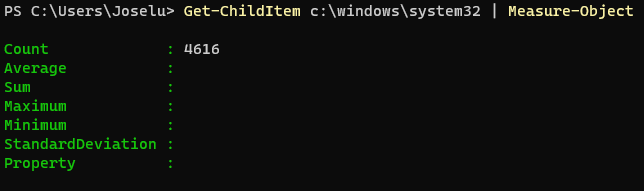 PS C:\Users\Joselu> Get-ChildItem c:\windows\system32 | Measure-Object
Count             : 4616
Average           :
Sum               :
Maximum           :
Minimum           :
StandardDeviation :
Property          :